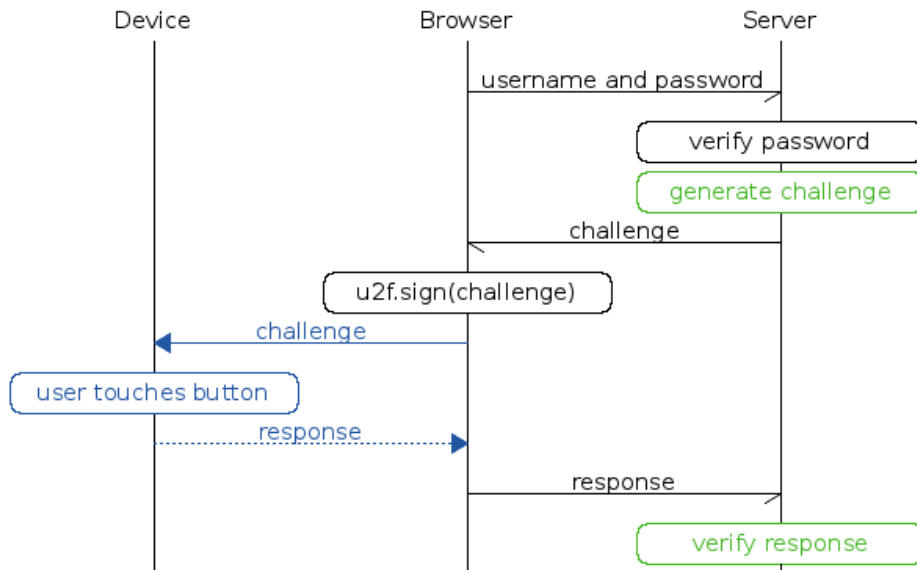 Device
Browser
Server
username and password
verify password
generate challenge
challenge
u2f.sign(challenge)
challenge
user touches button
response
response
verify response